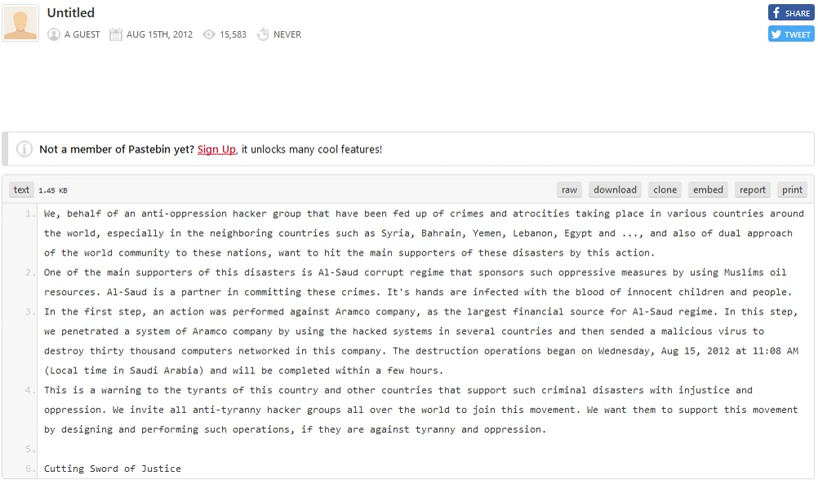 Untitled
SHARE
A GUEST AUG 15TH, 2012 15,583 NEVER
TWEET
Not a member of Pastebin yet? Sign Up, it unlocks many cool features!
text 1.45 KB raw download clone embed report print
1. We, behalf of an anti-oppression hacker group that have been fed up of crimes and atrocities taking place in various countries around
the world, especially in the neighboring countries such as Syria, Bahrain, Yemen, Lebanon, Egypt and ..., and also of dual approach
of the world community to these nations, want to hit the main supporters of these disasters by this action.
2. One of the main supporters of this disasters is Al-Saud corrupt regime that sponsors such oppressive measures by using Muslims oil
resources. Al-Saud is a partner in committing these crimes. It's hands are infected with the blood of innocent children and people.
3. In the first step, an action was performed against Aramco company, as the largest financial source for Al-Saud regime. In this step,
we penetrated a system of Aramco company by using the hacked systems in several countries and then sended a malicious virus to
destroy thirty thousand computers networked in this company. The destruction operations began on Wednesday, Aug 15, 2012 at 11:08 AM
(Local time in Saudi Arabia) and will be completed within a few hours.
4. This is a warning to the tyrants of this country and other countries that support such criminal disasters with injustice and
oppression. We invite all anti-tyranny hacker groups all over the world to join this movement. We want them to support this movement
by designing and performing such operations, if they are against tyranny and oppression.
5.
6. Cutting Sword of Justice